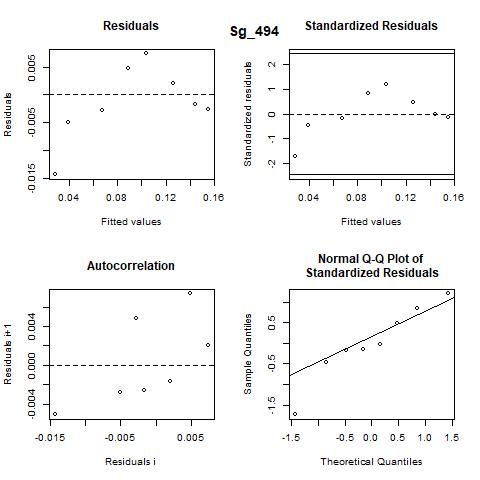 Sg_494
Residuals
Residuals
0.005
-0.005
-0.015
0.04
0.08
0.12
0.16
Fitted values
Standardized Residuals
Standardized residuals
2
1
0
-1
-2
0.04
0.08
0.12
0.16
Fitted values
Autocorrelation
Residuals i+1
0.004
0.000
-0.004
-0.015
-0.005
0.005
Residuals i
Normal Q-Q Plot of
Standardized Residuals
Sample Quantiles
0.5
-0.5
-1.5
-1.5
-0.5
0.0
0.5
1.0
1.5
Theoretical Quantiles